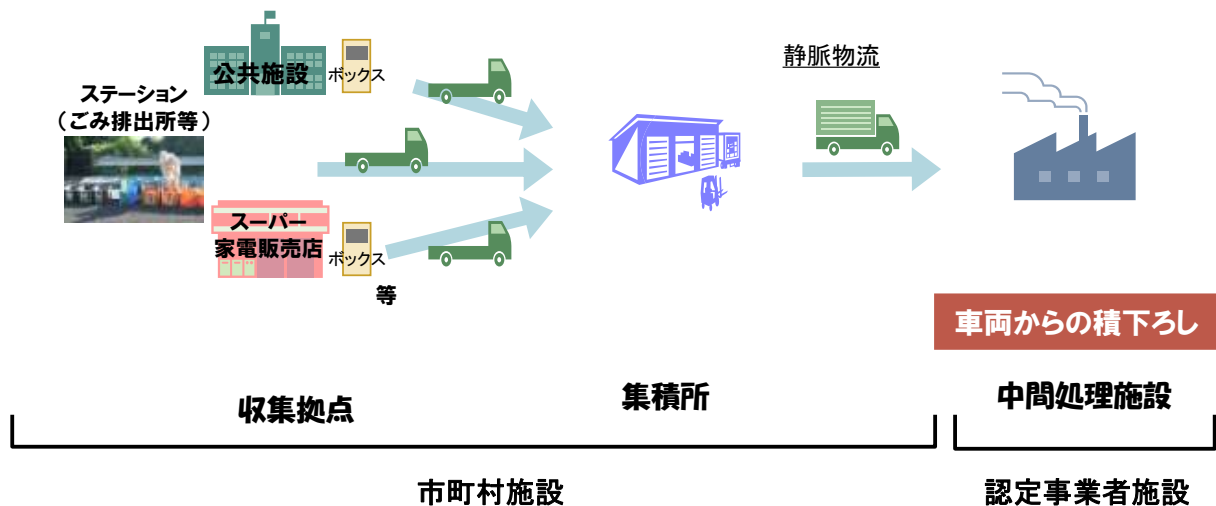 静脈物流
公共施設
ボックス
ステーション
（ごみ排出所等）
スーパー
家電販売店
ボックス
等
車両からの積下ろし
収集拠点
集積所
中間処理施設
市町村施設
認定事業者施設